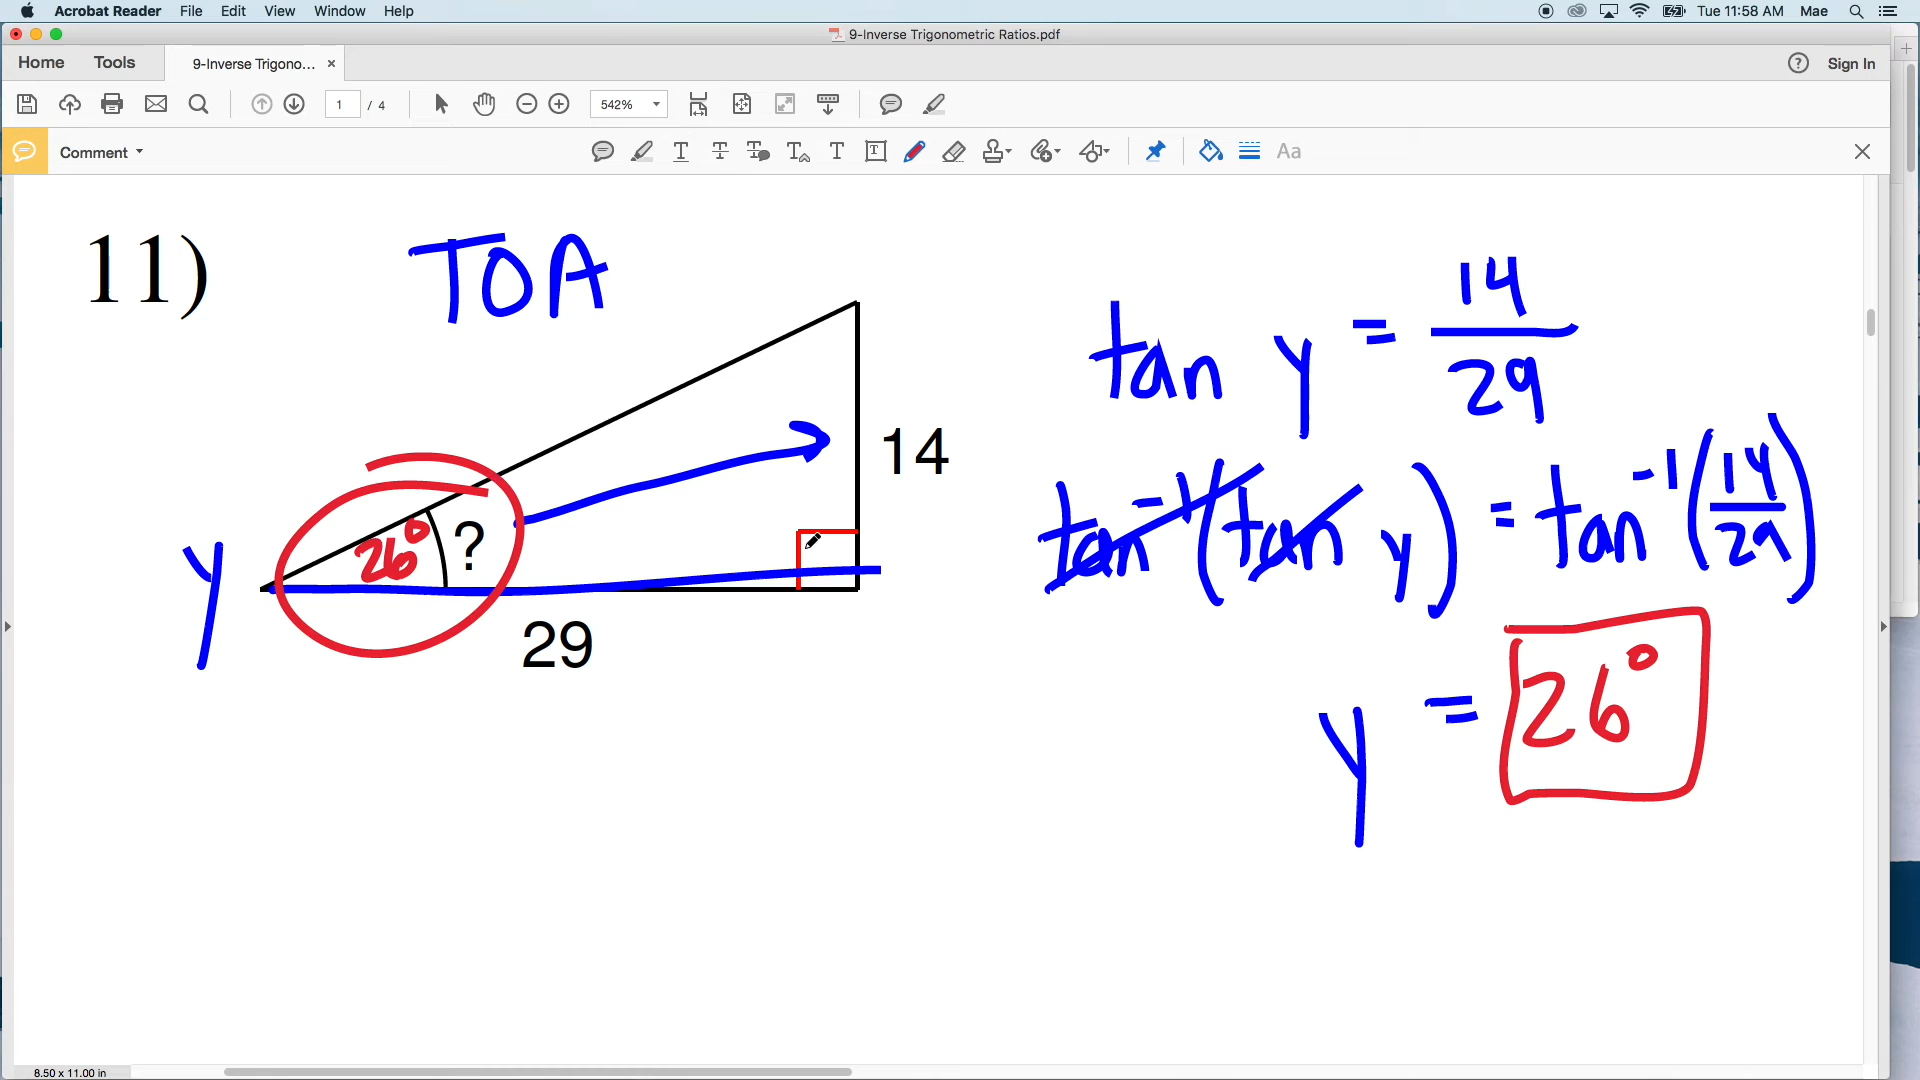 Acrobat Reader File Edit View Window Help Tue 11:58 AM Mae
9-Inverse Trigonometric Ratios.pdf
Home Tools 9-Inverse Trigono... × ? Sign In
1 / 4 542%
Comment T T T T T T Aa
11) TOA
tan y = 14/29
14
tan⁻¹(tan y) = tan⁻¹(14/29)
y 26° ?
29
y = 26°
8.50 x 11.00 in